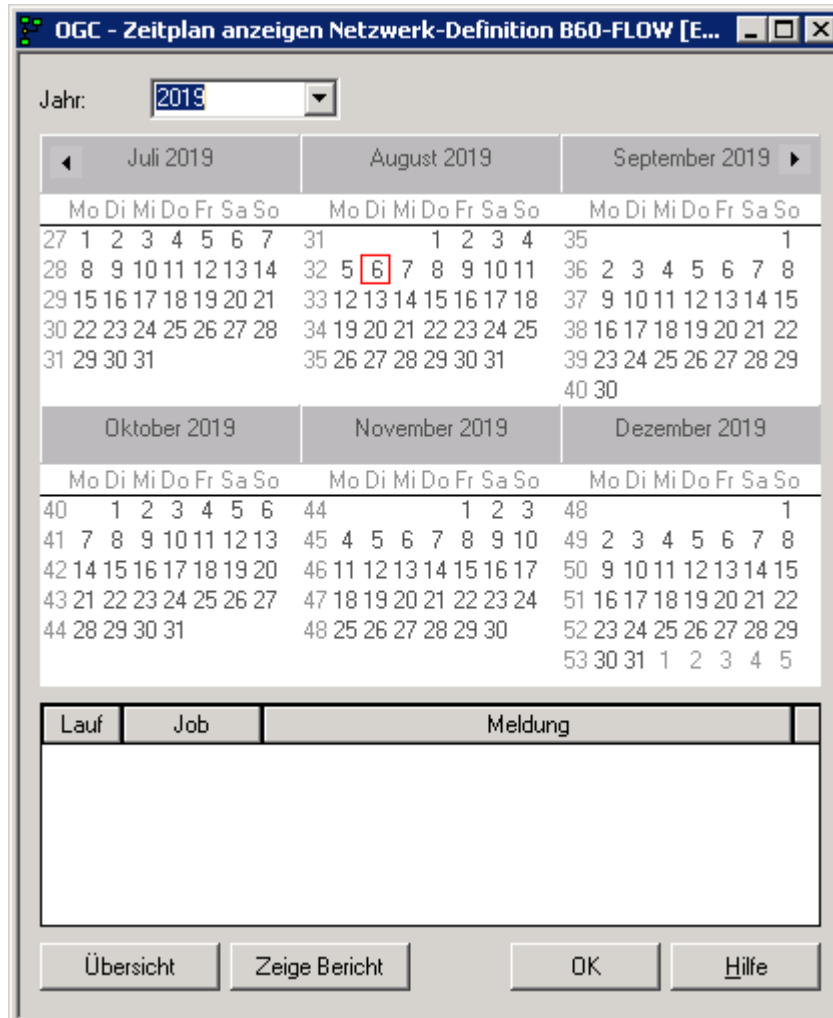 OGC - Zeitplan anzeigen Netzwerk-Definition B60-FLOW [E...
Jahr: 2019
Juli 2019 August 2019 September 2019
Mo Di Mi Do Fr Sa So Mo Di Mi Do Fr Sa So Mo Di Mi Do Fr Sa So
27 1 2 3 4 5 6 7 31 1 2 3 4 35 1
28 8 9 10 11 12 13 14 32 5 6 7 8 9 10 11 36 2 3 4 5 6 7 8
29 15 16 17 18 19 20 21 33 12 13 14 15 16 17 18 37 9 10 11 12 13 14 15
30 22 23 24 25 26 27 28 34 19 20 21 22 23 24 25 38 16 17 18 19 20 21 22
31 29 30 31 35 26 27 28 29 30 31 39 23 24 25 26 27 28 29
40 30
Oktober 2019 November 2019 Dezember 2019
Mo Di Mi Do Fr Sa So Mo Di Mi Do Fr Sa So Mo Di Mi Do Fr Sa So
40 1 2 3 4 5 6 44 1 2 3 48 1
41 7 8 9 10 11 12 13 45 4 5 6 7 8 9 10 49 2 3 4 5 6 7 8
42 14 15 16 17 18 19 20 46 11 12 13 14 15 16 17 50 9 10 11 12 13 14 15
43 21 22 23 24 25 26 27 47 18 19 20 21 22 23 24 51 16 17 18 19 20 21 22
44 28 29 30 31 48 25 26 27 28 29 30 52 23 24 25 26 27 28 29
53 30 31 1 2 3 4 5
Lauf Job Meldung
Übersicht Zeige Bericht OK Hilfe